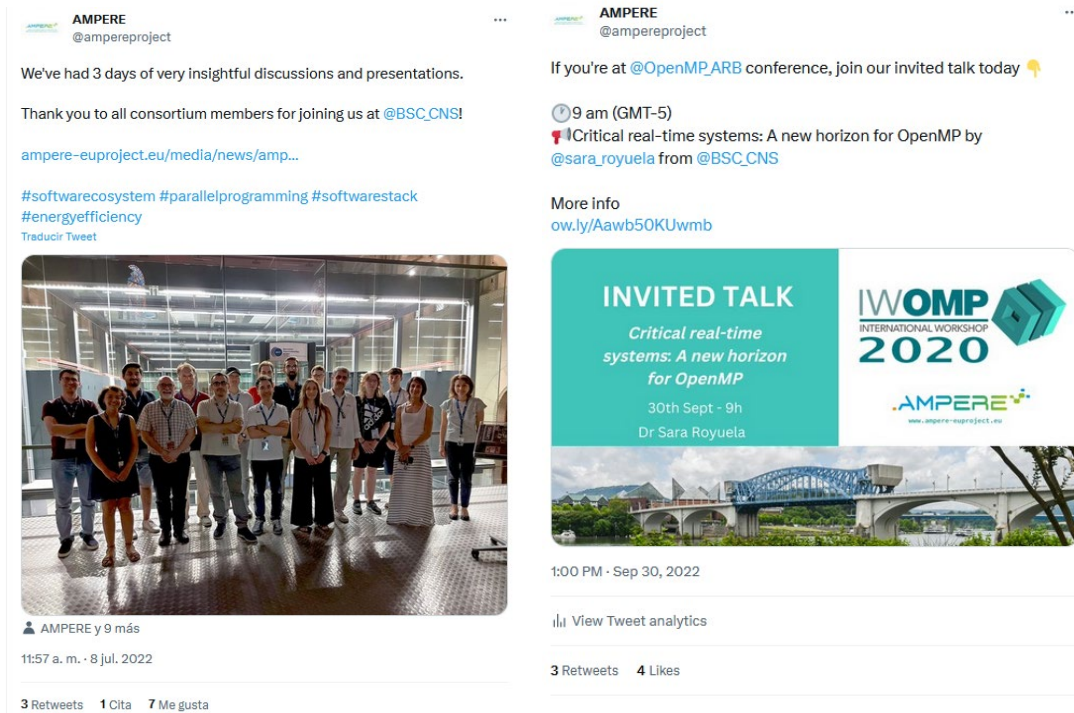 AMPERE
@ampereproject
We've had 3 days of very insightful discussions and presentations.
Thank you to all consortium members for joining us at @BSC_CNS!
ampere-euproject.eu/media/news/amp...
#softwarecosystem #parallelprogramming #softwarestack
#energyefficiency
Traducir Tweet
AMPERE y 9 más
11:57 a. m. · 8 jul. 2022
3 Retweets 1 Cita 7 Me gusta
AMPERE
@ampereproject
If you're at @OpenMP_ARB conference, join our invited talk today 👇
🕐9 am (GMT-5)
📢Critical real-time systems: A new horizon for OpenMP by
@sara_royuela from @BSC_CNS
More info
ow.ly/Aawb50KUwmb
INVITED TALK
Critical real-time
systems: A new horizon
for OpenMP
30th Sept - 9h
Dr Sara Royuela
IWOMP
INTERNATIONAL WORKSHOP
2020
AMPERE
www.ampere-euproject.eu
1:00 PM · Sep 30, 2022
View Tweet analytics
3 Retweets 4 Likes